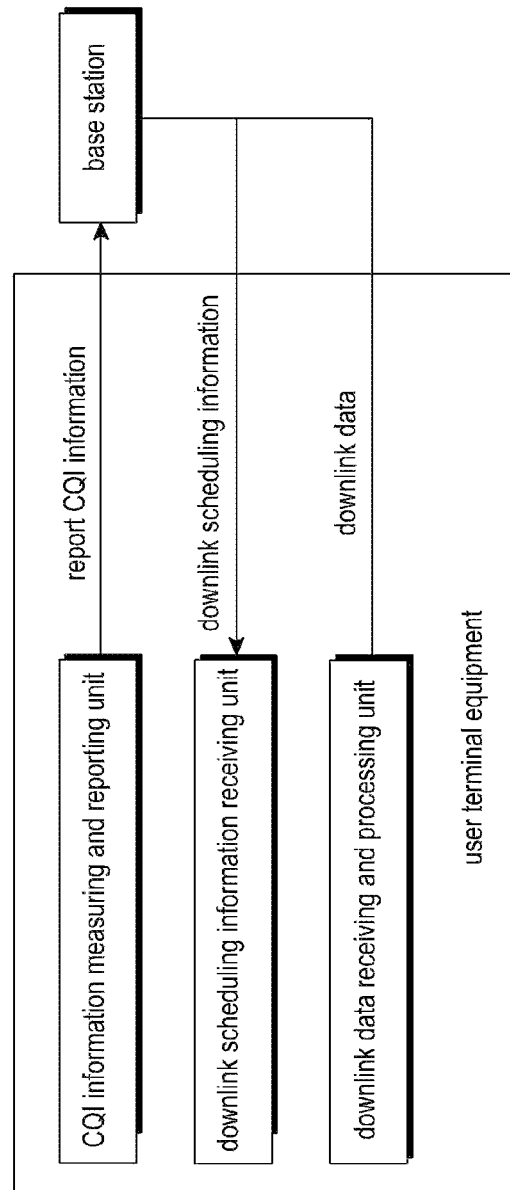 CQI information measuring and reporting unit
report CQI information
base station
downlink scheduling information receiving unit
downlink scheduling information
downlink data receiving and processing unit
downlink data
user terminal equipment